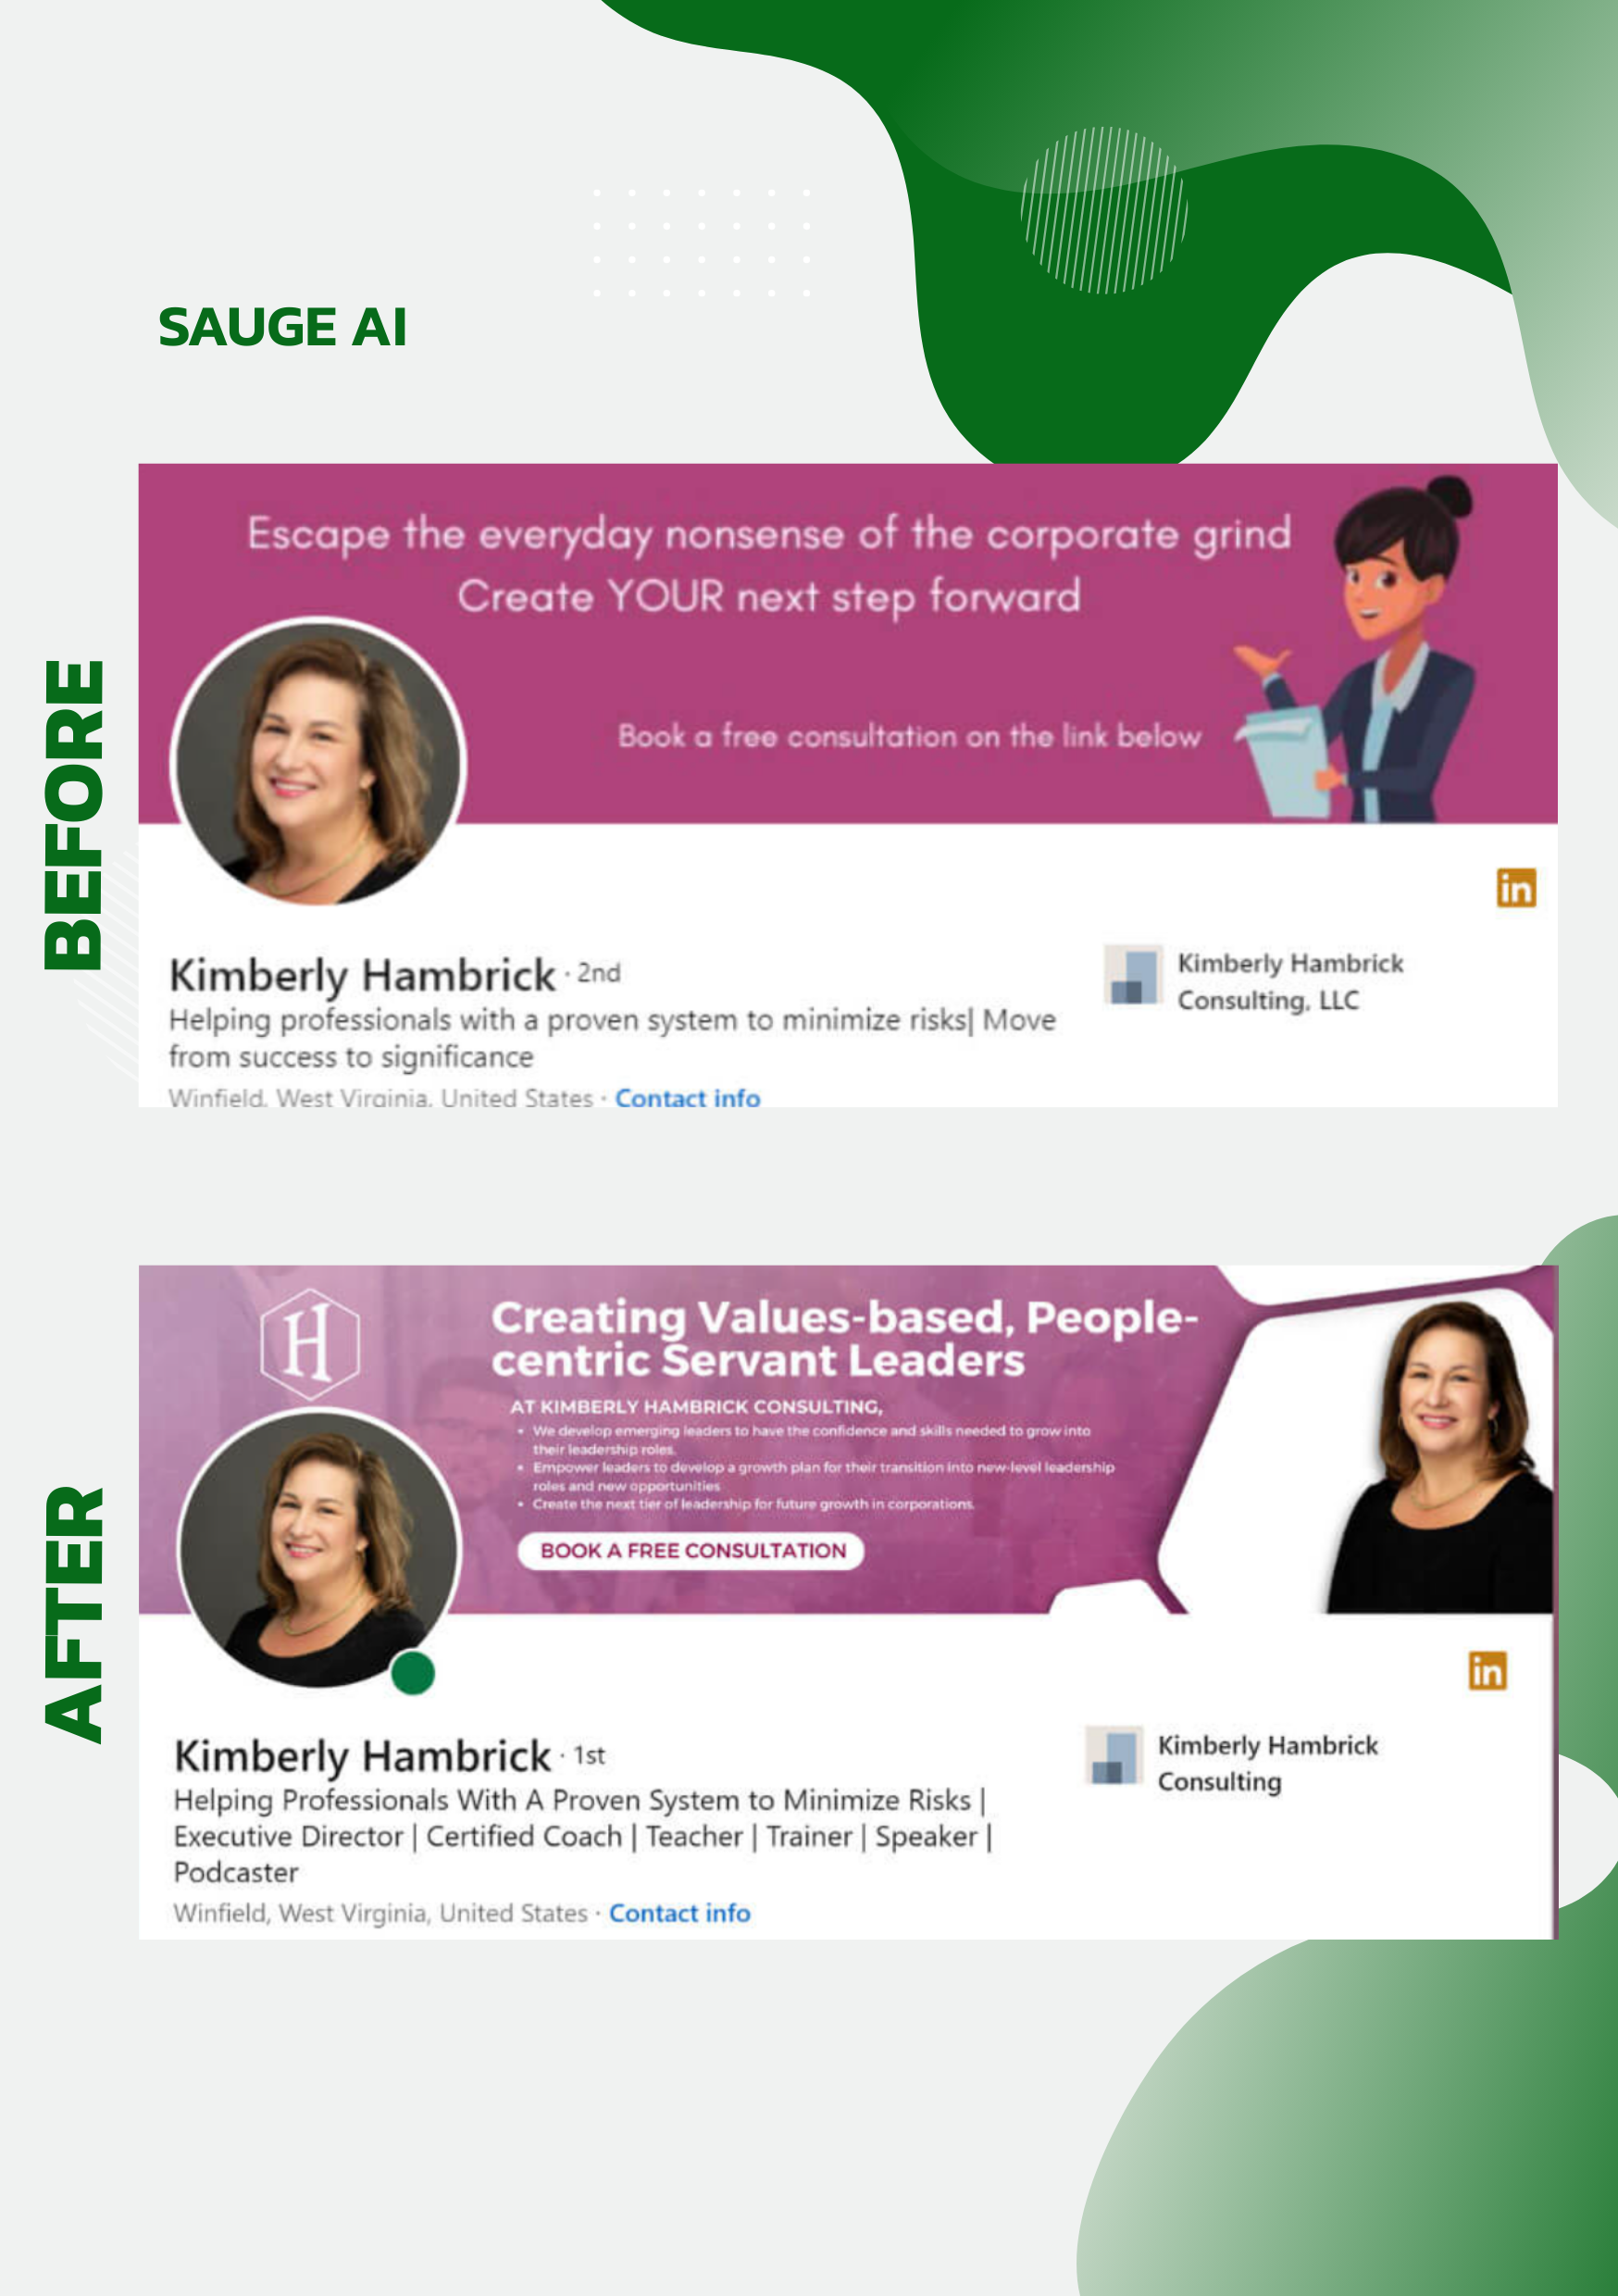 SAUGE AI
BEFORE
Escape the everyday nonsense of the corporate grind
Create YOUR next step forward
Book a free consultation on the link below
in
Kimberly Hambrick · 2nd
Helping professionals with a proven system to minimize risks| Move
from success to significance
Winfield, West Virginia, United States · Contact info
Kimberly Hambrick
Consulting, LLC
AFTER
H
Creating Values-based, People-
centric Servant Leaders
AT KIMBERLY HAMBRICK CONSULTING,
• We develop emerging leaders to have the confidence and skills needed to grow into
their leadership roles.
• Empower leaders to develop a growth plan for their transition into new-level leadership
roles and new opportunities
• Create the next tier of leadership for future growth in corporations.
BOOK A FREE CONSULTATION
in
Kimberly Hambrick · 1st
Helping Professionals With A Proven System to Minimize Risks |
Executive Director | Certified Coach | Teacher | Trainer | Speaker |
Podcaster
Winfield, West Virginia, United States · Contact info
Kimberly Hambrick
Consulting